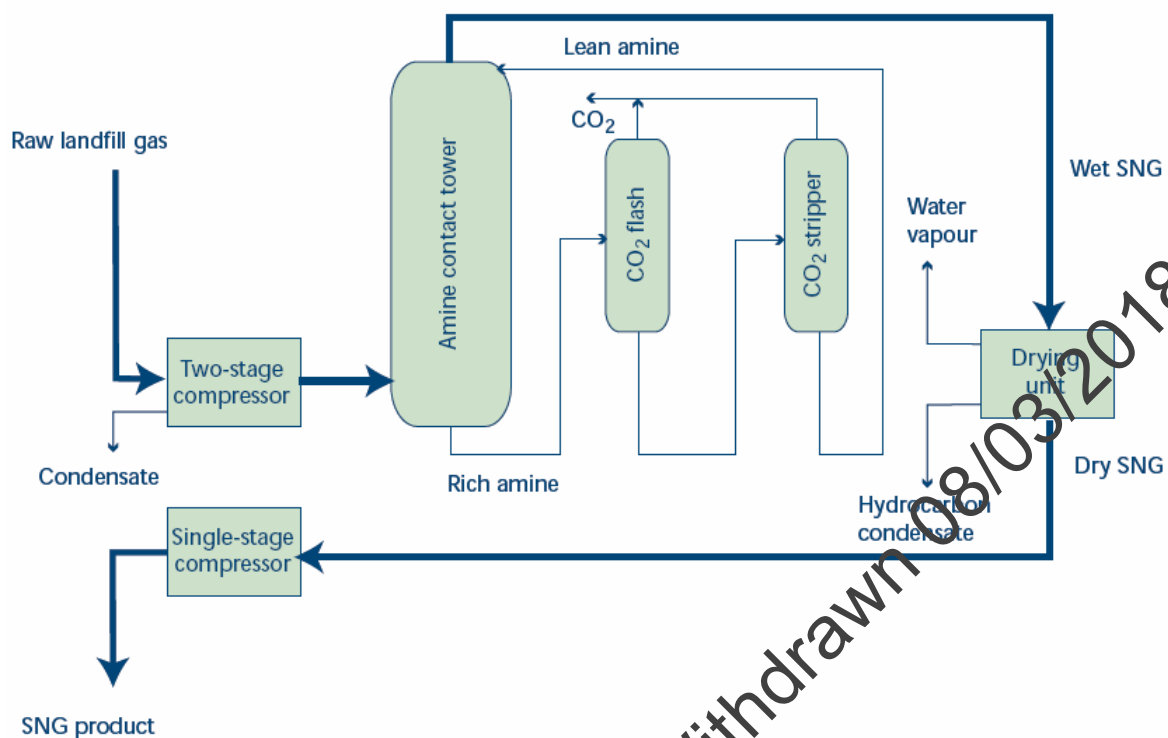 Lean amine
CO2
Raw landfill gas
Amine contact tower
CO2 flash
CO2 stripper
Wet SNG
Water
vapour
Two-stage
compressor
Drying
unit
Condensate
Rich amine
Dry SNG
Hydrocarbon
condensate
Single-stage
compressor
SNG product
08/03/2018